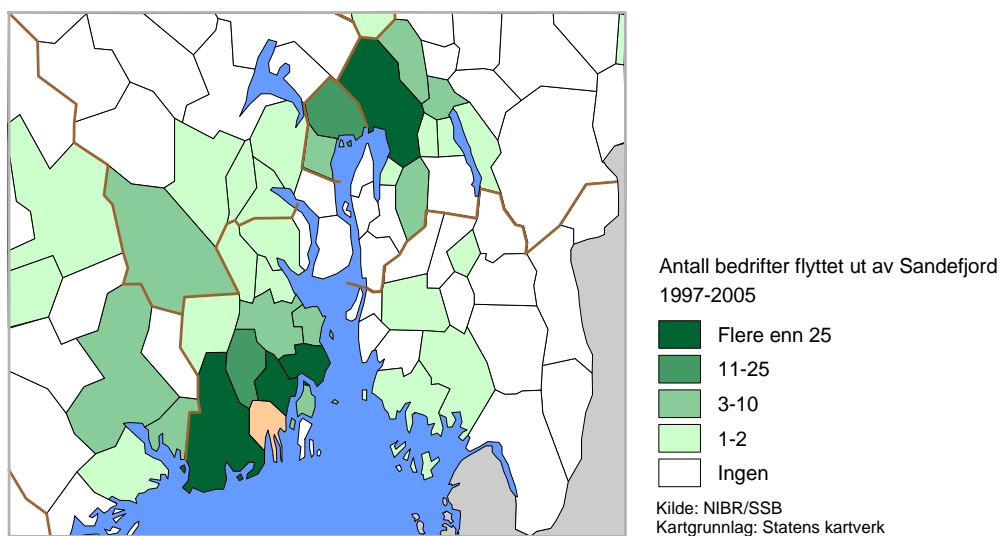 Antall bedrifter flyttet ut av Sandefjord
1997-2005
Flere enn 25
11-25
3-10
1-2
Ingen
Kilde: NIBR/SSB
Kartgrunnlag: Statens kartverk